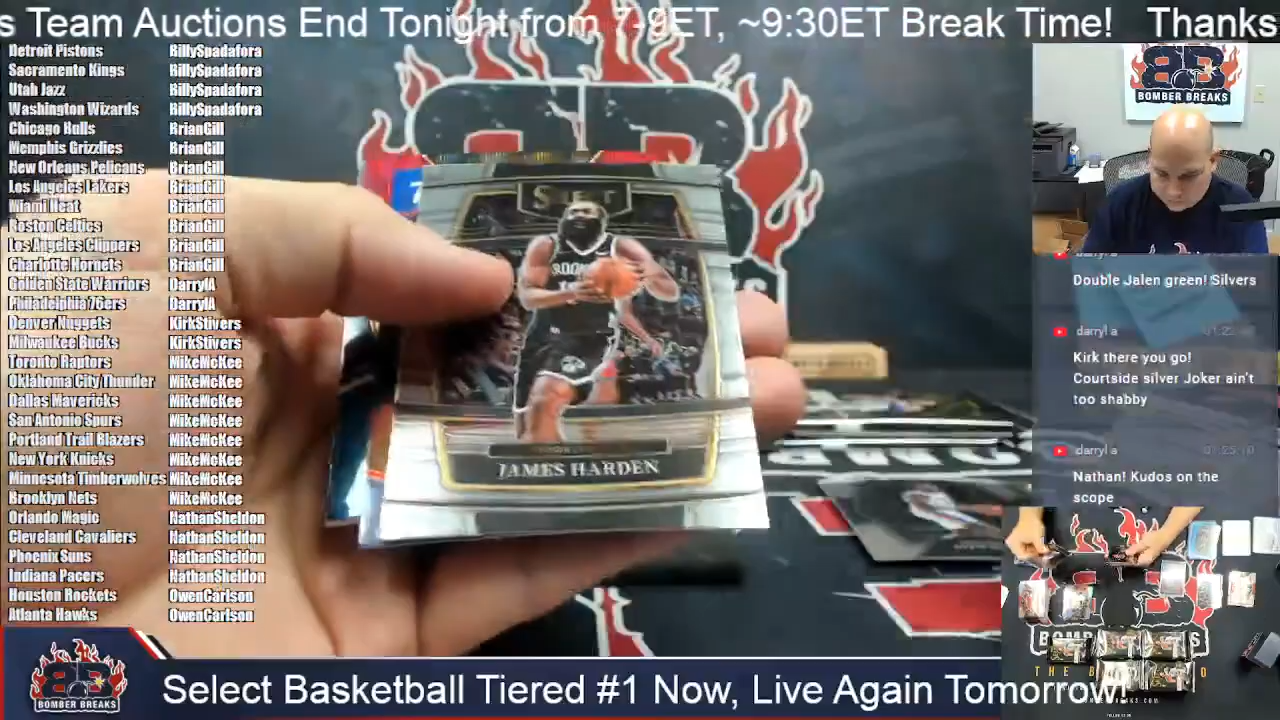 s Team Auctions End Tonight from 7-9ET, ~9:30ET Break Time!   Thanks
Detroit Pistons BillySpadafora
Sacramento Kings BillySpadafora
Utah Jazz BillySpadafora
Washington Wizards BillySpadafora
Chicago Bulls BrianGill
Memphis Grizzlies BrianGill
New Orleans Pelicans BrianGill
Los Angeles Lakers BrianGill
Miami Heat BrianGill
Boston Celtics BrianGill
Los Angeles Clippers BrianGill
Charlotte Hornets BrianGill
Golden State Warriors DarrylA
Philadelphia 76ers DarrylA
Denver Nuggets KirkStivers
Milwaukee Bucks KirkStivers
Toronto Raptors MikeMcKee
Oklahoma City Thunder MikeMcKee
Dallas Mavericks MikeMcKee
San Antonio Spurs MikeMcKee
Portland Trail Blazers MikeMcKee
New York Knicks MikeMcKee
Minnesota Timberwolves MikeMcKee
Brooklyn Nets MikeMcKee
Orlando Magic NathanSheldon
Cleveland Cavaliers NathanSheldon
Phoenix Suns NathanSheldon
Indiana Pacers NathanSheldon
Houston Rockets OwenCarlson
Atlanta Hawks OwenCarlson
SELECT
JAMES HARDEN
BOMBER BREAKS
darryl a
Double Jalen green! Silvers
darryl a
Kirk there you go!
Courtside silver Joker ain't
too shabby
darryl a
Nathan! Kudos on the
scope
BOMBER BREAKS
Select Basketball Tiered #1 Now, Live Again Tomorrow!